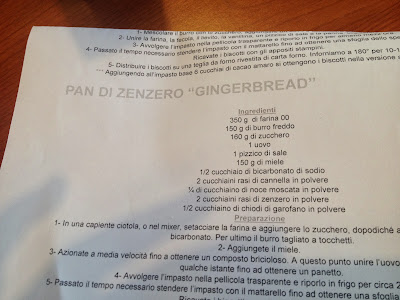 1- Mescolare il burro con
2- Unire la farina, la fecola, il lievito, la vanillina, un pizzico di sale e la
3- Avvolgere l'impasto nella pellicola trasparente e riporlo in frigo per
4- Passato il tempo necessario stendere l'impasto con il mattarello fino ad ottenere una sfoglia dello
Ricavate i biscotti con gli appositi stampini.
5- Distribuire i biscotti su una teglia da forno rivestita di carta forno. Inforniamo a 180° per 10-1
*** Aggiungendo all'impasto base 6 cucchiai di cacao amaro si ottengono i biscotti nella versione
PAN DI ZENZERO "GINGERBREAD"
Ingredienti
350 g di farina 00
150 g di burro freddo
160 g di zucchero
1 uovo
1 pizzico di sale
150 g di miele
1/2 cucchiaio di bicarbonato di sodio
2 cucchiaini rasi di cannella in polvere
¼ di cucchiaino di noce moscata in polvere
2 cucchiaini rasi di zenzero in polvere
1/2 cucchiaino di chiodi di garofano in polvere
Preparazione
1- In una capiente ciotola, o nel mixer, setacciare la farina e aggiungere lo zucchero, dopodiché a
bicarbonato. Per ultimo il burro tagliato a tocchetti.
2- Aggiungete il miele.
3- Azionate a media velocità fino a ottenere un composto bricioloso. A questo punto unire l'uovo
qualche istante fino ad ottenere un panetto.
4- Avvolgere l'impasto nella pellicola trasparente e riporlo in frigo per circa 2
5- Passato il tempo necessario stendere l'impasto con il mattarello fino ad ottenere una sfoglia
Ricavate i